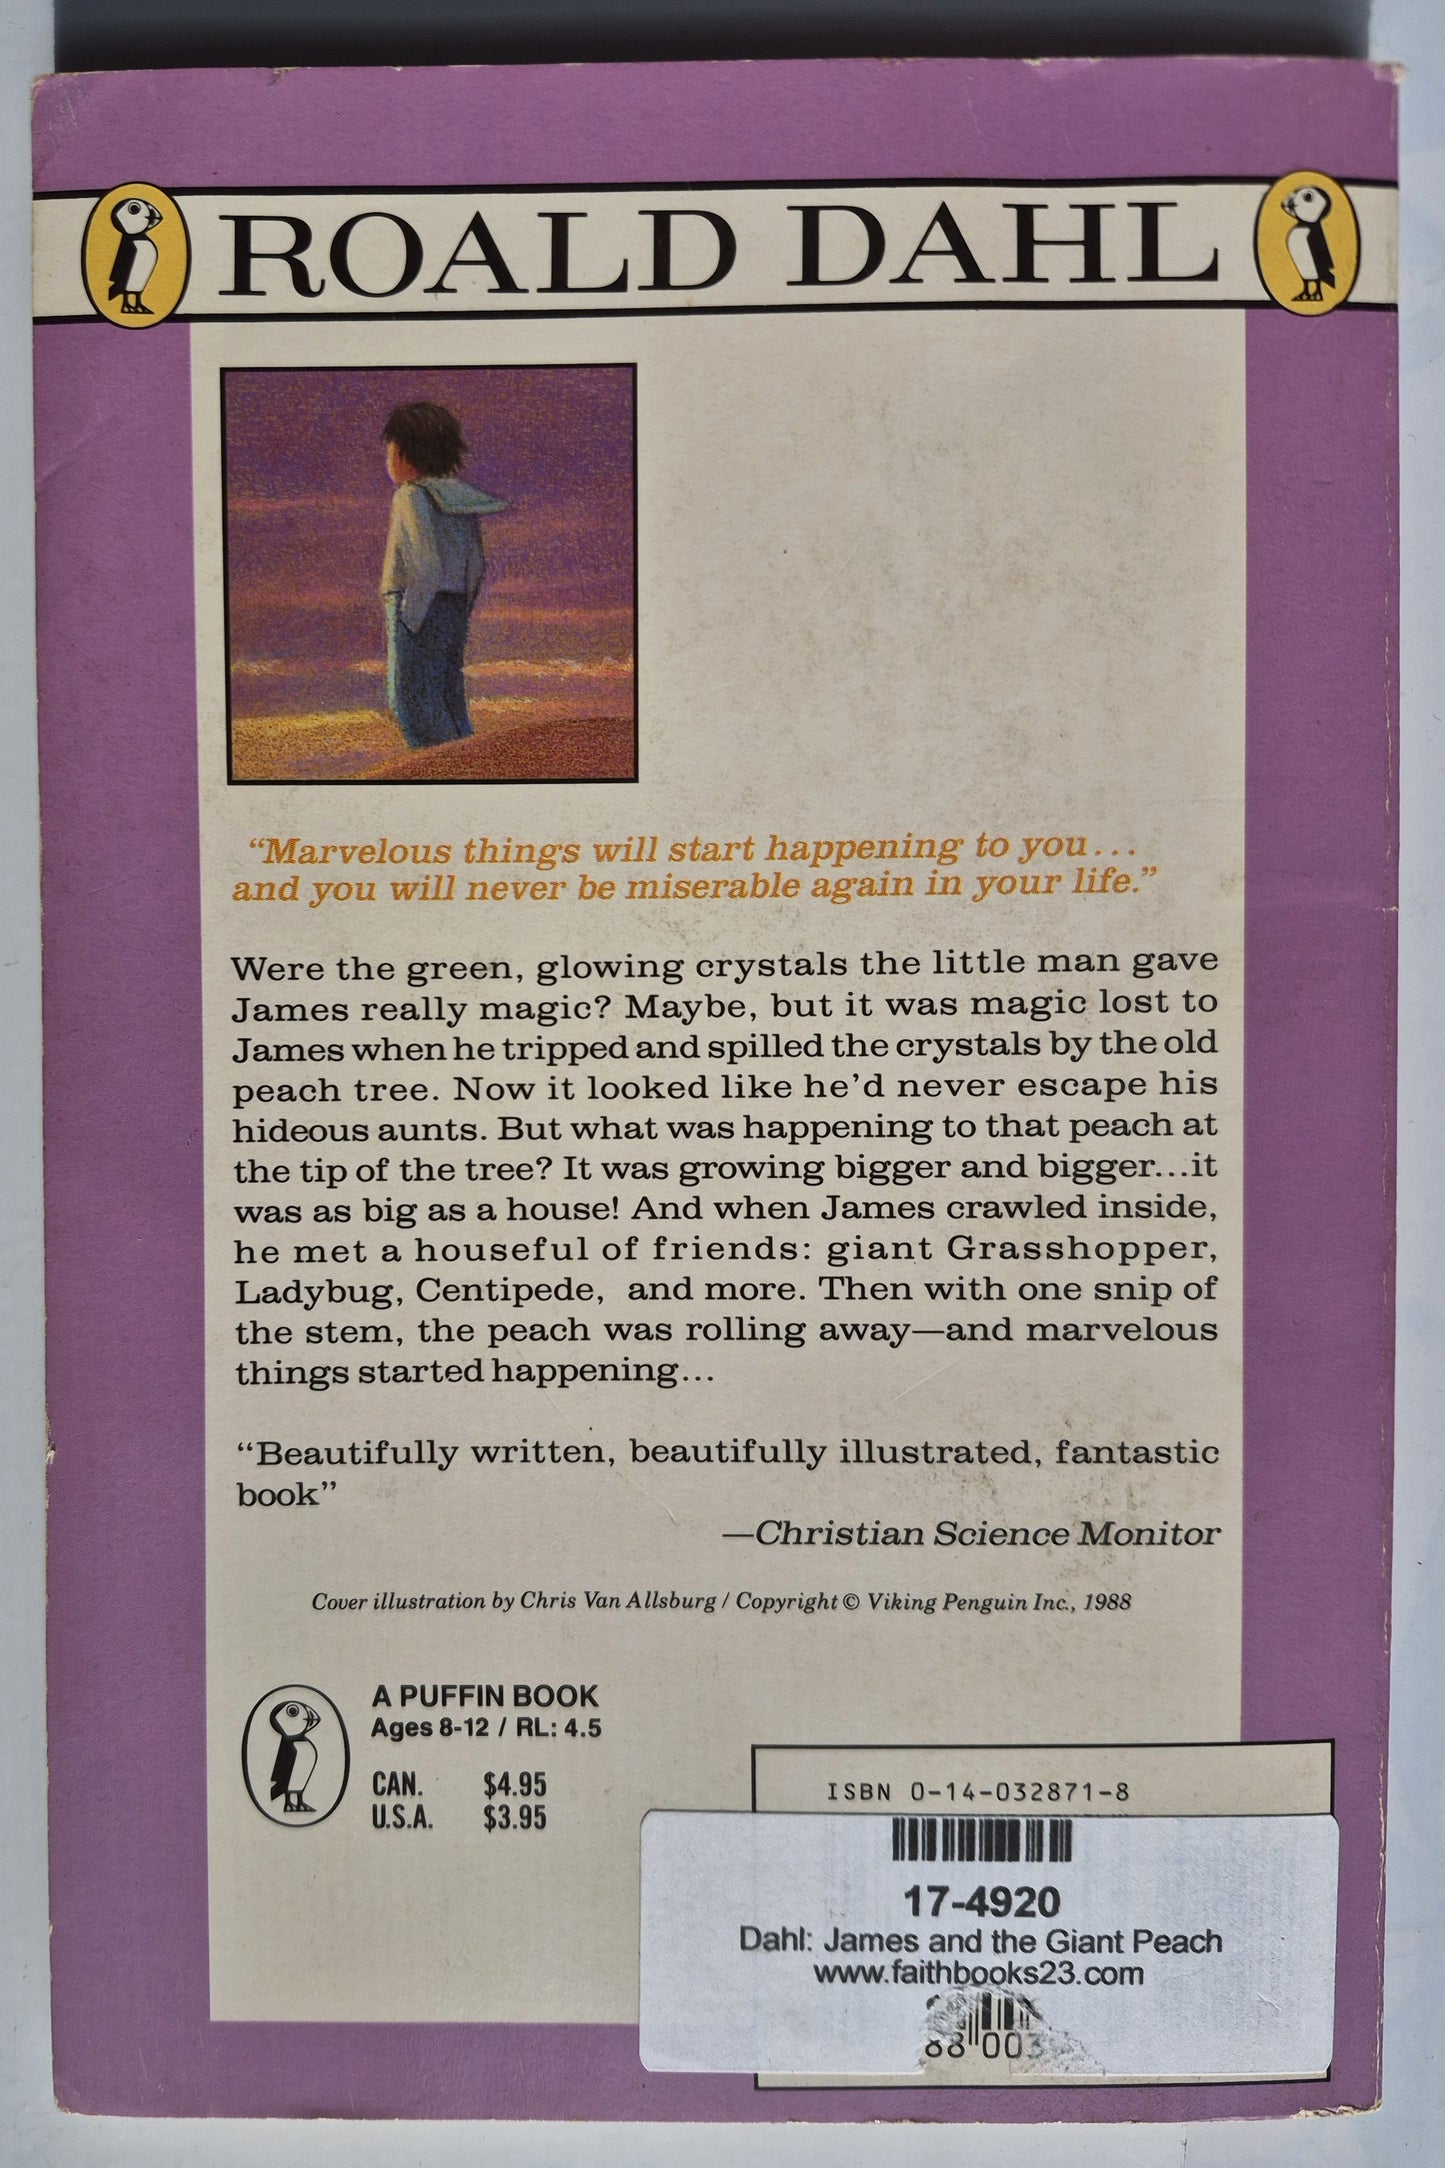 ROALD DAHL
“Marvelous things will start happening to you...
and you will never be miserable again in your life.”
Were the green, glowing crystals the little man gave
James really magic? Maybe, but it was magic lost to
James when he tripped and spilled the crystals by the old
peach tree. Now it looked like he’d never escape his
hideous aunts. But what was happening to that peach at
the tip of the tree? It was growing bigger and bigger...it
was as big as a house! And when James crawled inside,
he met a houseful of friends: giant Grasshopper,
Ladybug, Centipede, and more. Then with one snip of
the stem, the peach was rolling away—and marvelous
things started happening...
“Beautifully written, beautifully illustrated, fantastic
book”
—Christian Science Monitor
Cover illustration by Chris Van Allsburg / Copyright © Viking Penguin Inc., 1988
A PUFFIN BOOK
Ages 8-12 / RL: 4.5
CAN. $4.95
U.S.A. $3.95
ISBN 0-14-032871-8
17-4920
Dahl: James and the Giant Peach
www.faithbooks23.com
88 003